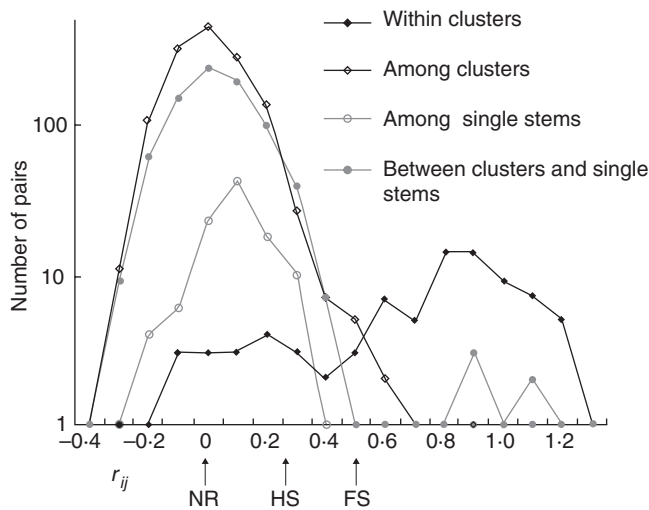 Within clusters
Among clusters
Among single stems
Between clusters and single
stems
Number of pairs
100
10
1
–0·4 –0·2 0 0·2 0·4 0·6 0·8 1·0 1·2
rij
NR HS FS